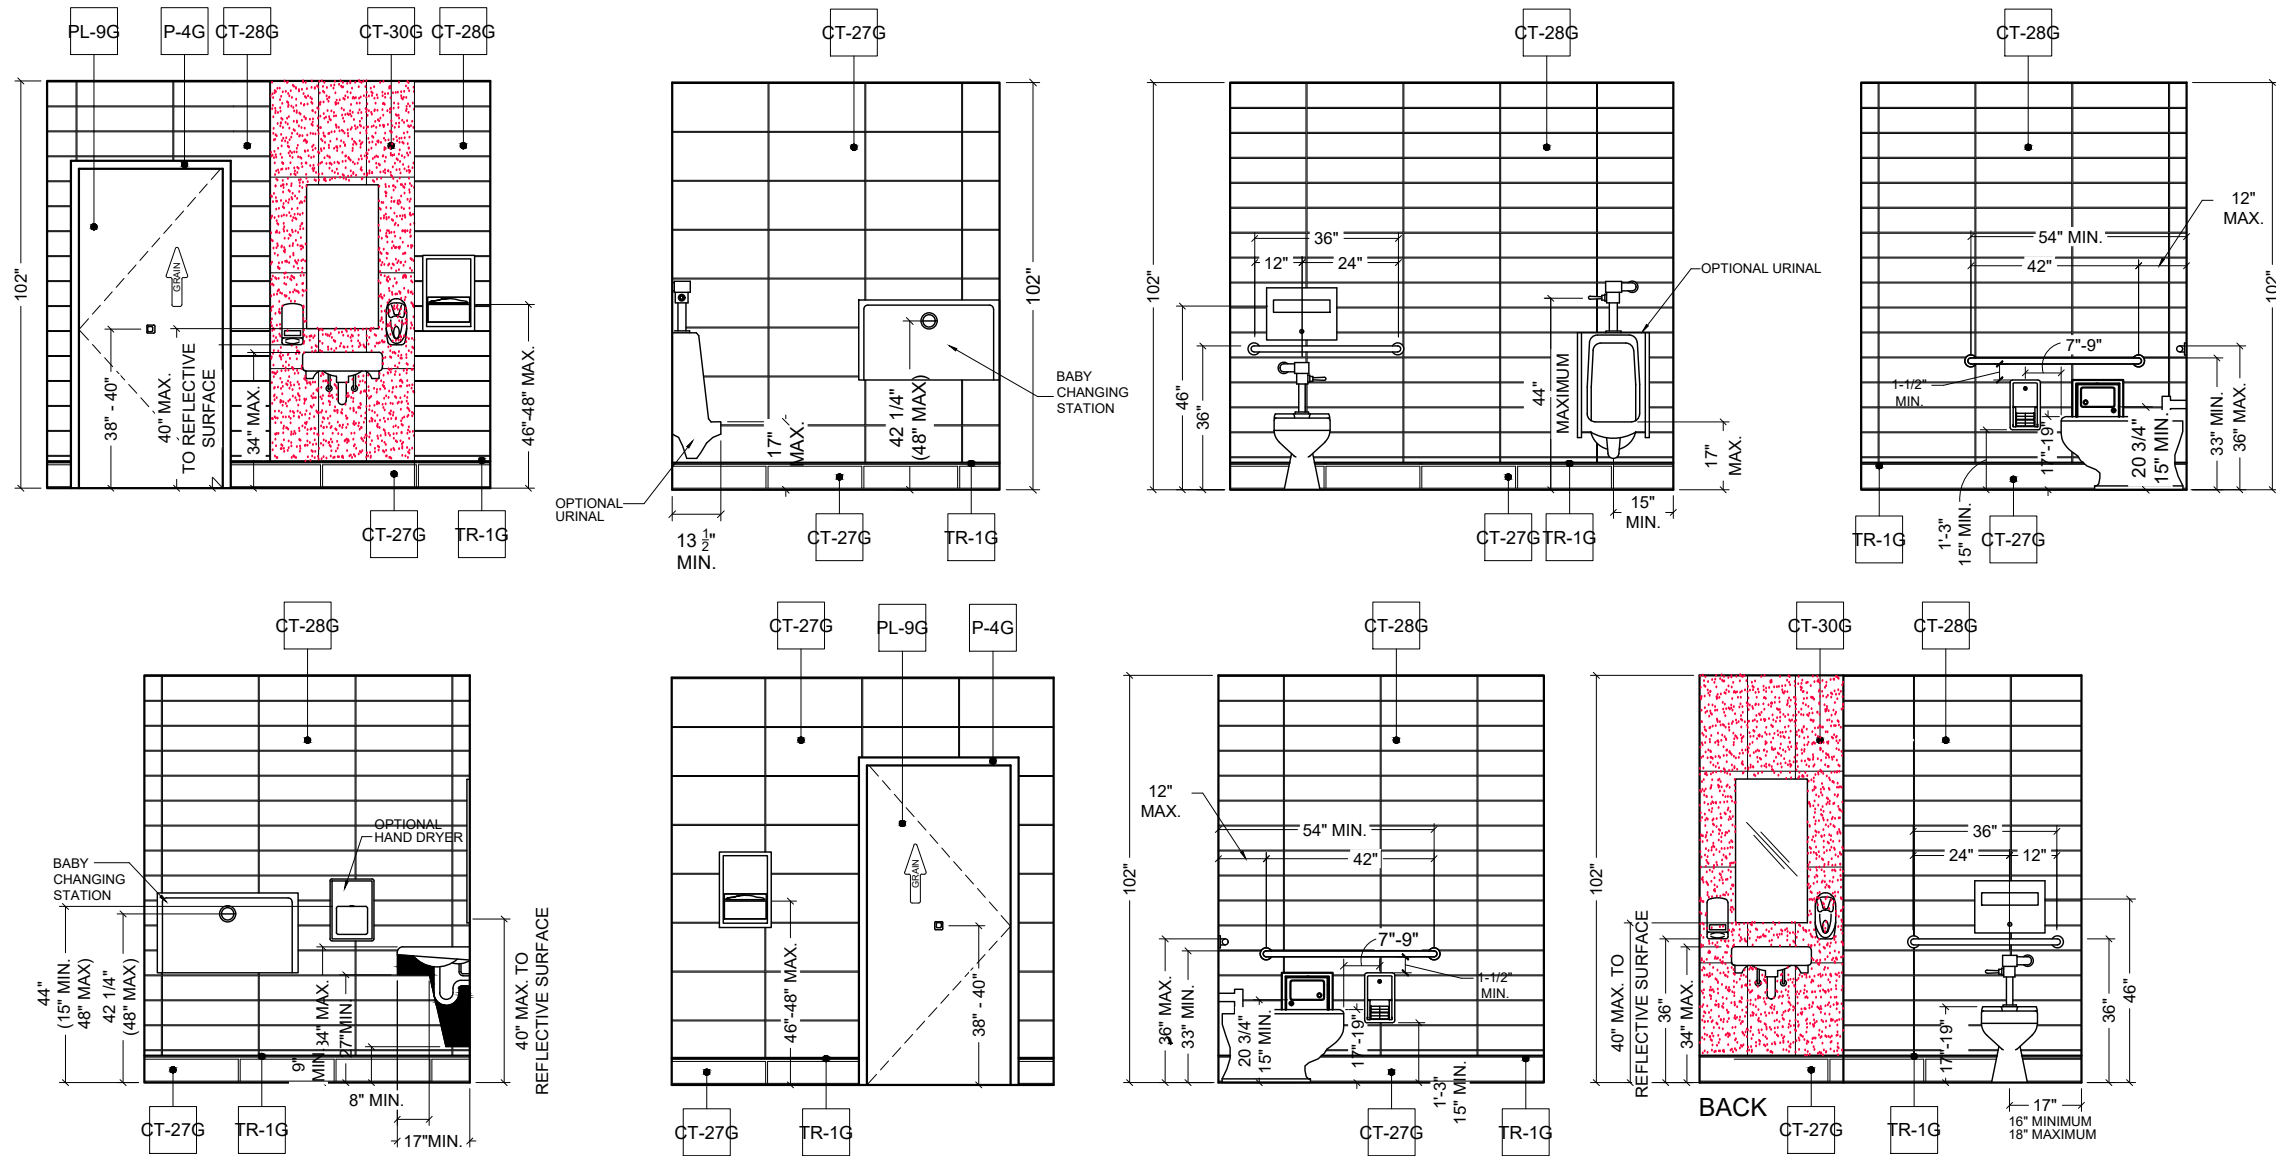 PL-9G
P-4G
CT-28G
CT-30G
CT-28G
102"
GRAIN
38" - 40"
40" MAX.
TO REFLECTIVE
SURFACE
34" MAX.
46"-48" MAX.
CT-27G
TR-1G
CT-27G
102"
17"
MAX.
42 1/4"
(48" MAX)
BABY
CHANGING
STATION
OPTIONAL
URINAL
13 1/2"
MIN.
CT-27G
TR-1G
CT-28G
102"
36"
12"
24"
OPTIONAL URINAL
46"
36"
44"
MAXIMUM
17"
MAX.
15"
MIN.
CT-27G
TR-1G
CT-28G
12"
MAX.
54" MIN.
42"
102"
7"-9"
1-1/2"
MIN.
17"-19"
20 3/4"
15" MIN.
33" MIN.
36" MAX.
1'-3"
15" MIN.
TR-1G
CT-27G
CT-28G
OPTIONAL
HAND DRYER
BABY
CHANGING
STATION
44"
(15" MIN.
48" MAX)
42 1/4"
(48" MAX)
9"
MIN.
34" MAX.
27"MIN
8" MIN.
17"MIN.
40" MAX. TO
REFLECTIVE SURFACE
CT-27G
TR-1G
CT-27G
PL-9G
P-4G
GRAIN
46"-48" MAX.
38" - 40"
CT-27G
TR-1G
CT-28G
12"
MAX.
54" MIN.
42"
102"
7"-9"
1-1/2"
MIN.
36" MAX.
33" MIN.
20 3/4"
15" MIN.
17"-19"
1'-3"
15" MIN.
CT-27G
TR-1G
CT-30G
CT-28G
102"
36"
24"
12"
40" MAX. TO
REFLECTIVE SURFACE
36"
34" MAX.
17"-19"
36"
46"
BACK
17"
16" MINIMUM
18" MAXIMUM
CT-27G
TR-1G